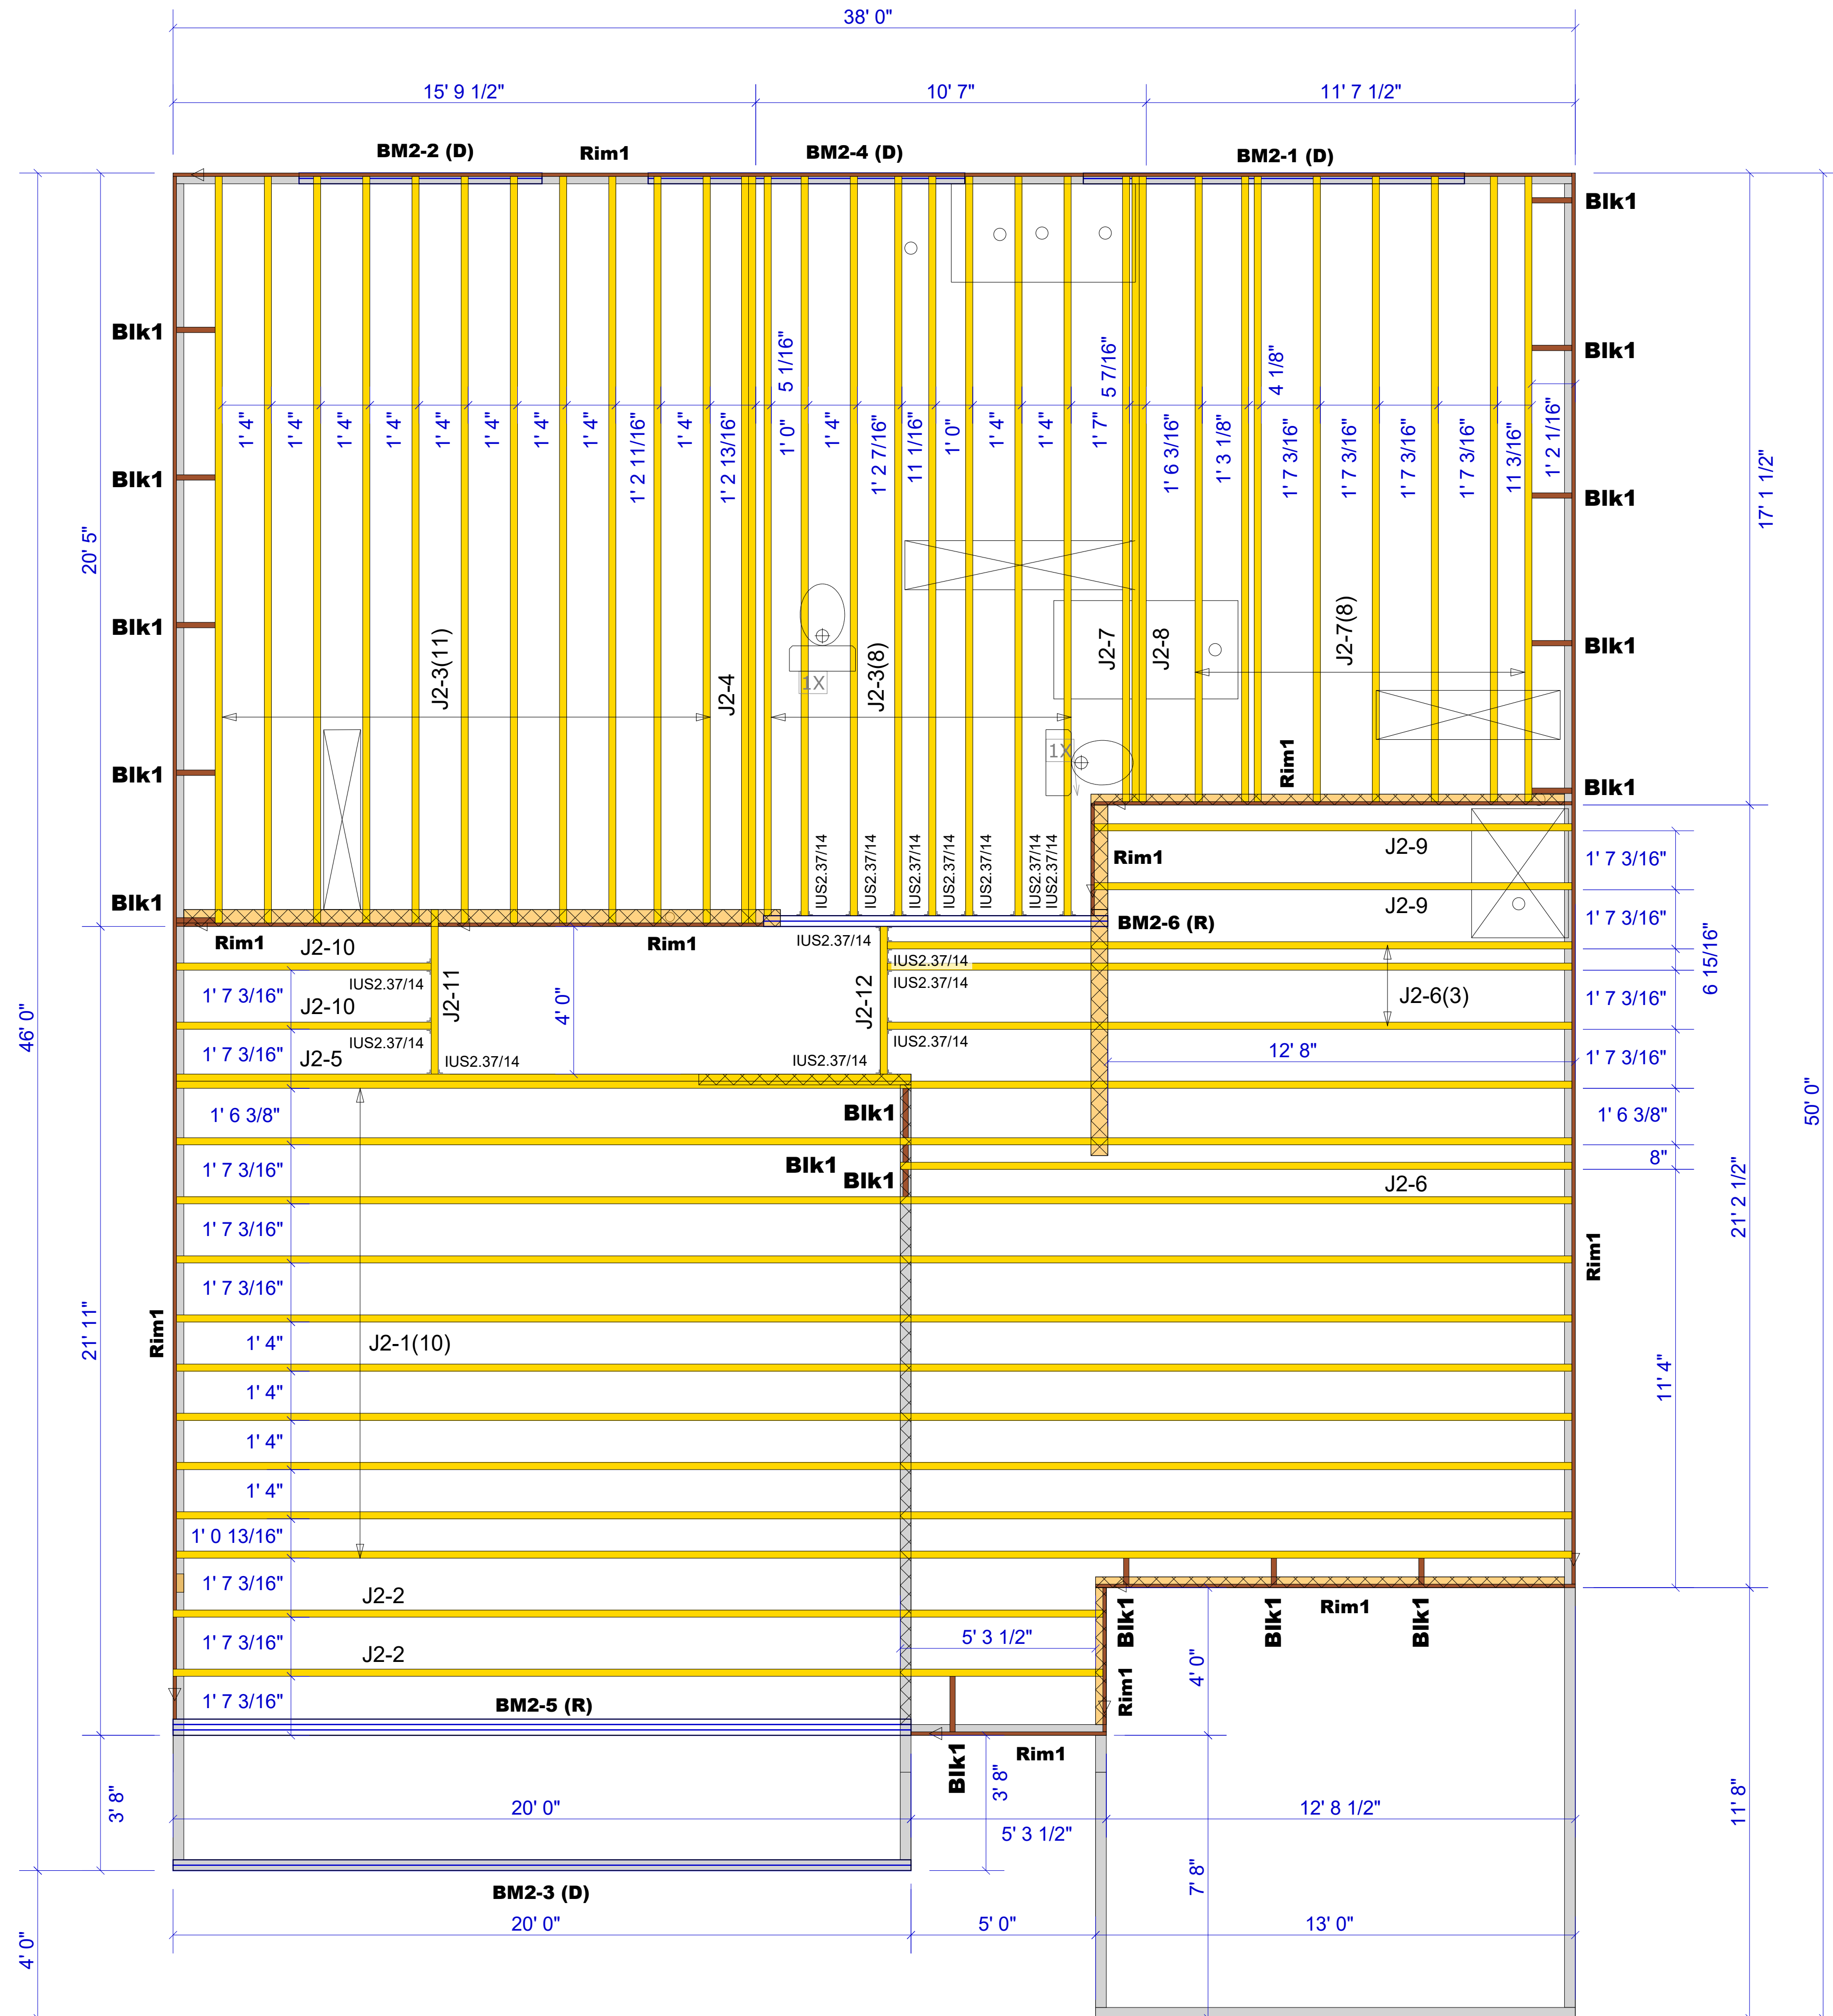 38' 0"
15' 9 1/2"
10' 7"
11' 7 1/2"
BM2-2 (D)
Rim1
BM2-4 (D)
BM2-1 (D)
Blk1
Blk1
Blk1
Blk1
Blk1
Blk1
Blk1
Blk1
Blk1
Blk1
20' 5"
17' 1 1/2"
46' 0"
50' 0"
1' 4"
1' 4"
1' 4"
1' 4"
1' 4"
1' 4"
1' 4"
1' 4"
1' 2 11/16"
1' 4"
1' 2 13/16"
5 1/16"
1' 0"
1' 4"
1' 2 7/16"
11 1/16"
1' 0"
1' 4"
1' 4"
1' 7"
5 7/16"
1' 6 3/16"
1' 3 1/8"
4 1/8"
1' 7 3/16"
1' 7 3/16"
1' 7 3/16"
1' 7 3/16"
11 3/16"
1' 2 1/16"
J2-3(11)
J2-4
J2-3(8)
J2-7
J2-8
J2-7(8)
1X
1X
Rim1
IUS2.37/14
IUS2.37/14
IUS2.37/14
IUS2.37/14
IUS2.37/14
IUS2.37/14
IUS2.37/14
Rim1
J2-9
J2-9
1' 7 3/16"
1' 7 3/16"
6 15/16"
1' 7 3/16"
1' 7 3/16"
1' 6 3/8"
8"
BM2-6 (R)
Rim1
Rim1
J2-10
IUS2.37/14
1' 7 3/16"
J2-10
IUS2.37/14
1' 7 3/16"
J2-5
IUS2.37/14
J2-11
4' 0"
J2-12
IUS2.37/14
IUS2.37/14
IUS2.37/14
IUS2.37/14
IUS2.37/14
J2-6(3)
12' 8"
1' 6 3/8"
Blk1
Blk1
Blk1
J2-6
21' 2 1/2"
1' 7 3/16"
1' 7 3/16"
1' 7 3/16"
1' 4"
1' 4"
1' 4"
1' 4"
1' 0 13/16"
1' 7 3/16"
1' 7 3/16"
1' 7 3/16"
J2-1(10)
Rim1
21' 11"
Rim1
11' 4"
J2-2
J2-2
5' 3 1/2"
Blk1
Blk1
Blk1
Rim1
Rim1
4' 0"
BM2-5 (R)
Blk1
Rim1
3' 8"
3' 8"
20' 0"
5' 3 1/2"
12' 8 1/2"
11' 8"
7' 8"
BM2-3 (D)
20' 0"
5' 0"
13' 0"
4' 0"